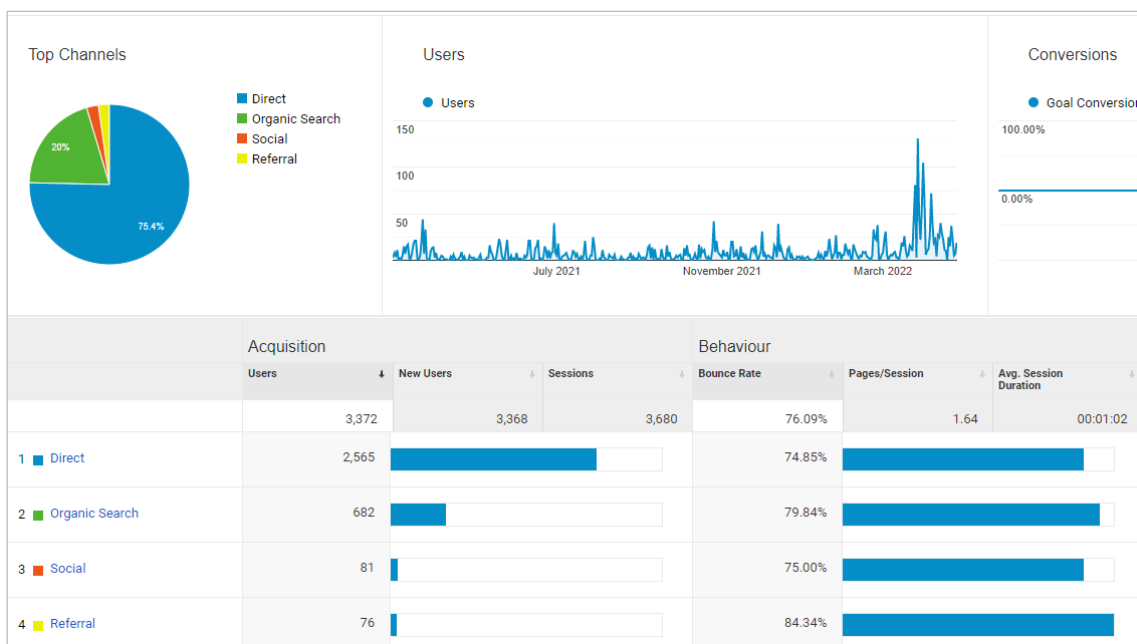 Top Channels
Direct
Organic Search
Social
Referral
20%
75.4%
Users
Users
150
100
50
July 2021
November 2021
March 2022
Conversions
Goal Conversion
100.00%
0.00%
Acquisition
Behaviour
Users
New Users
Sessions
Bounce Rate
Pages/Session
Avg. Session
Duration
3,372
3,368
3,680
76.09%
1.64
00:01:02
1 Direct 2,565 74.85%
2 Organic Search 682 79.84%
3 Social 81 75.00%
4 Referral 76 84.34%